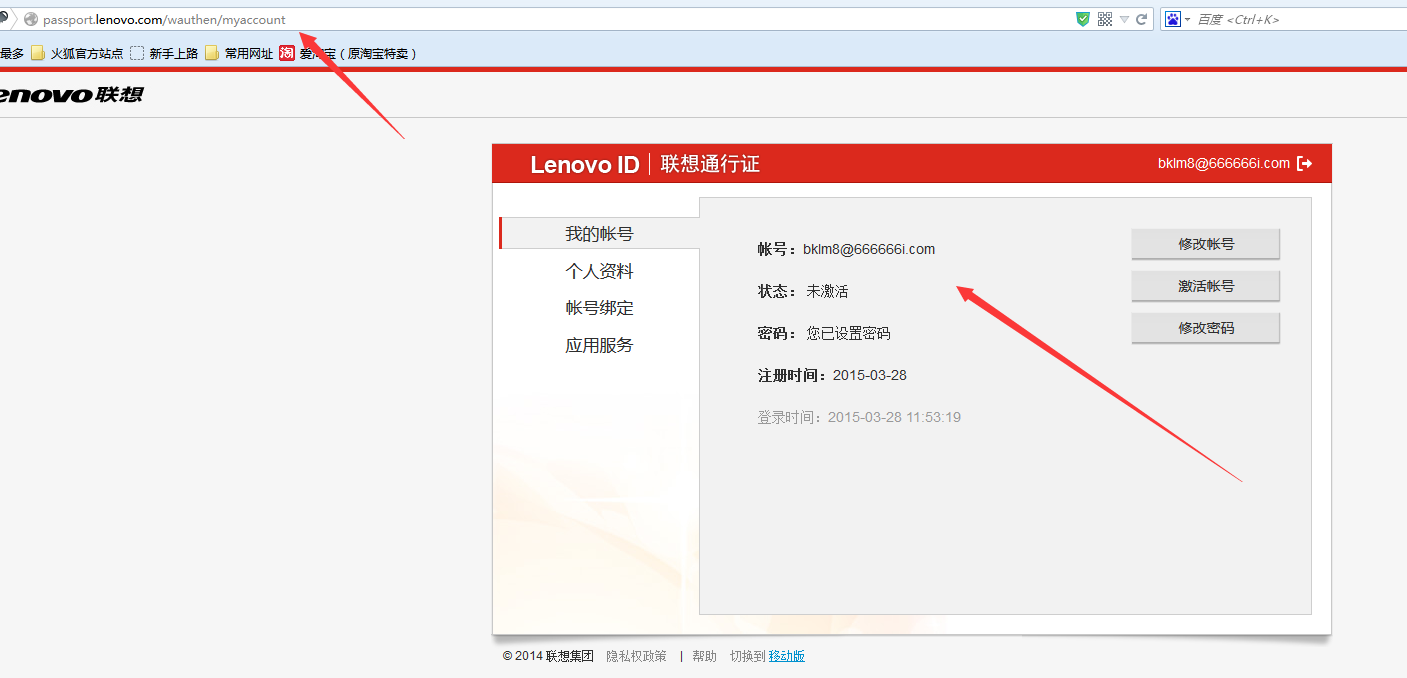 passport.lenovo.com/wauthen/myaccount
百度 <Ctrl+K>
最多 火狐官方站点 新手上路 常用网址 淘 爱淘宝（原淘宝特卖）
enovo联想
Lenovo ID 联想通行证 bklm8@666666i.com
我的帐号
个人资料
帐号绑定
应用服务
帐号：bklm8@666666i.com
状态： 未激活
密码： 您已设置密码
注册时间：2015-03-28
登录时间：2015-03-28 11:53:19
修改帐号
激活帐号
修改密码
© 2014 联想集团 隐私权政策 | 帮助 切换到 移动版